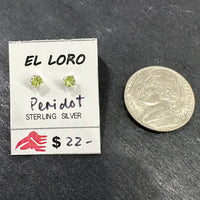 EL LORO
Peridot
STERLING SILVER
$ 22-